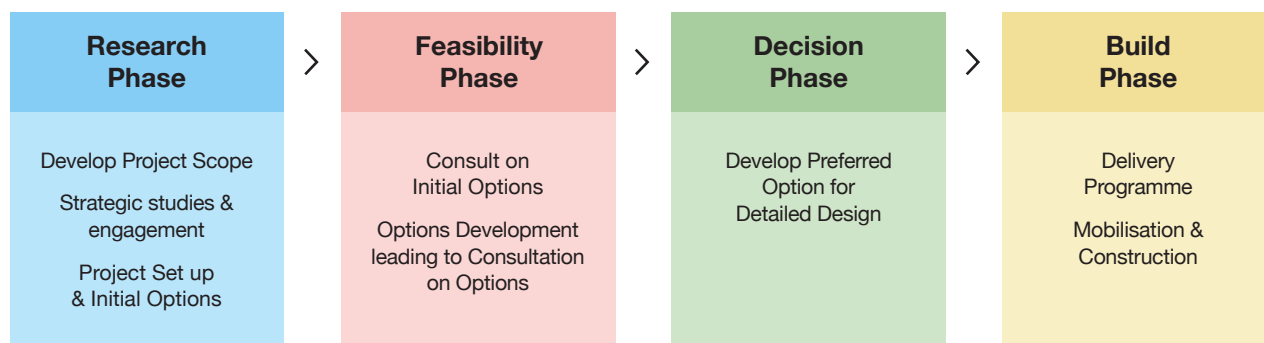 Research
Phase
Develop Project Scope
Strategic studies &
engagement
Project Set up
& Initial Options
Feasibility
Phase
Consult on
Initial Options
Options Development
leading to Consultation
on Options
Decision
Phase
Develop Preferred
Option for
Detailed Design
Build
Phase
Delivery
Programme
Mobilisation &
Construction